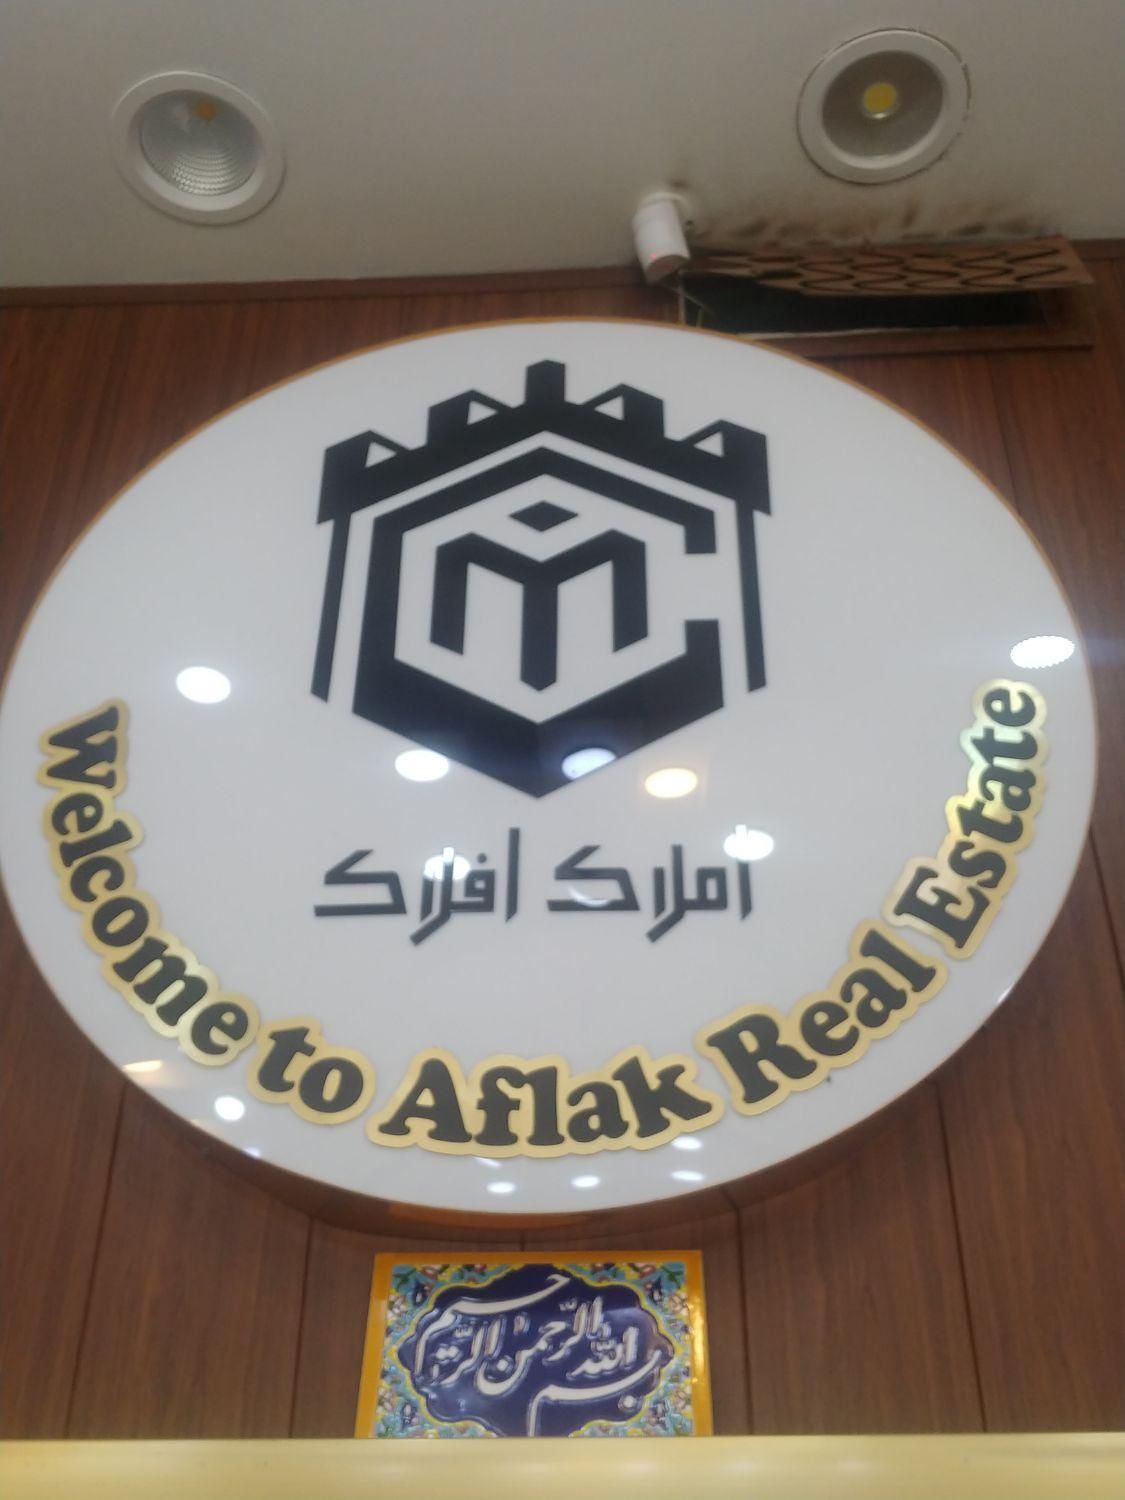 املاک افلاک
Welcome to Aflak Real Estate
بسم الله الرحمن الرحیم